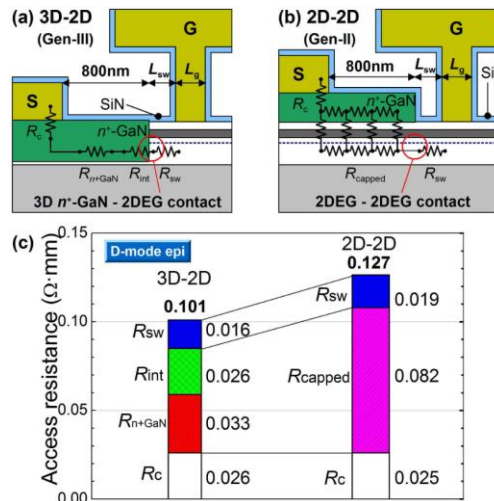 (a) 3D-2D
(Gen-III)
G
800nm
Lsw
Lg
S
SiN
Rc
n+-GaN
Rn+GaN
Rint
Rsw
3D n+-GaN - 2DEG contact
(b) 2D-2D
(Gen-II)
G
800nm
Lsw
Lg
S
Rc
n+-GaN
Rcapped
Rsw
2DEG - 2DEG contact
(c)
D-mode epi
Access resistance (Ω·mm)
0.15
0.10
0.05
0.00
3D-2D
0.101
Rsw 0.016
Rint 0.026
Rn+GaN 0.033
Rc 0.026
2D-2D
0.127
Rsw 0.019
Rcapped 0.082
Rc 0.025